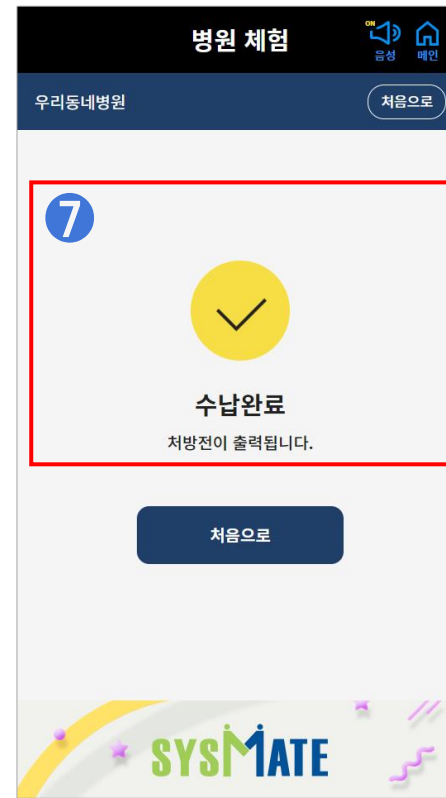 병원 체험
ON
음성
메인
우리동네병원
처음으로
7
수납완료
처방전이 출력됩니다.
처음으로
SYSMATE